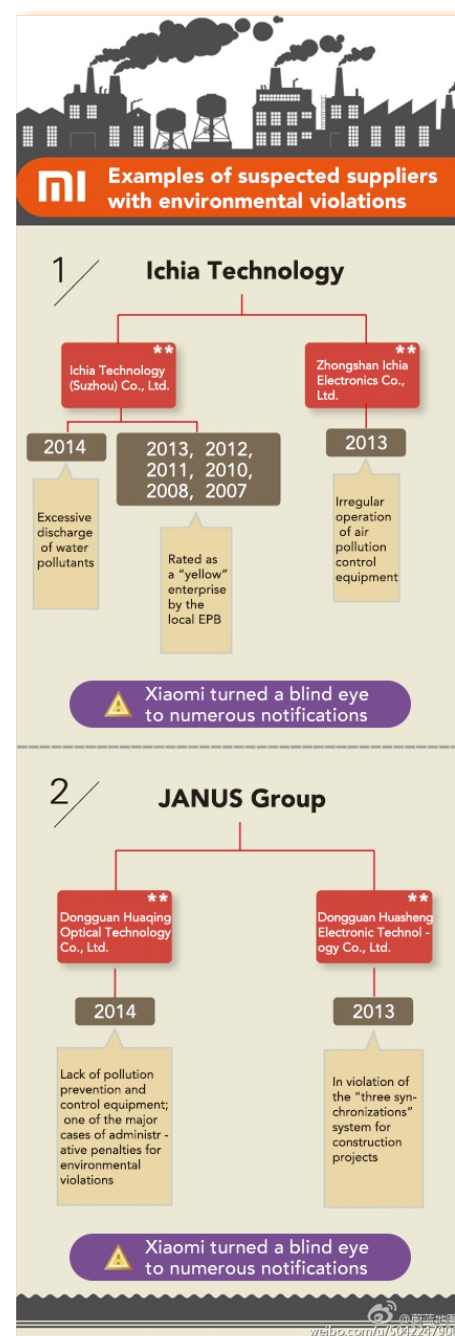 MI
Examples of suspected suppliers
with environmental violations
1
Ichia Technology
**
Ichia Technology
(Suzhou) Co., Ltd.
**
Zhongshan Ichia
Electronics Co.,
Ltd.
2014
2013, 2012,
2011, 2010,
2008, 2007
2013
Excessive
discharge
of water
pollutants
Rated as
a “yellow”
enterprise
by the
local EPB
Irregular
operation
of air
pollution
control
equipment
Xiaomi turned a blind eye
to numerous notifications
2
JANUS Group
**
Dongguan Huaqing
Optical Technology
Co., Ltd.
**
Dongguan Huasheng
Electronic Technol -
ogy Co., Ltd.
2014
2013
Lack of pollution
prevention and
control equipment;
one of the major
cases of administr -
ative penalties for
environmental
violations
In violation of
the “three syn-
chronizations”
system for
construction
projects
Xiaomi turned a blind eye
to numerous notifications
@蔚蓝地图